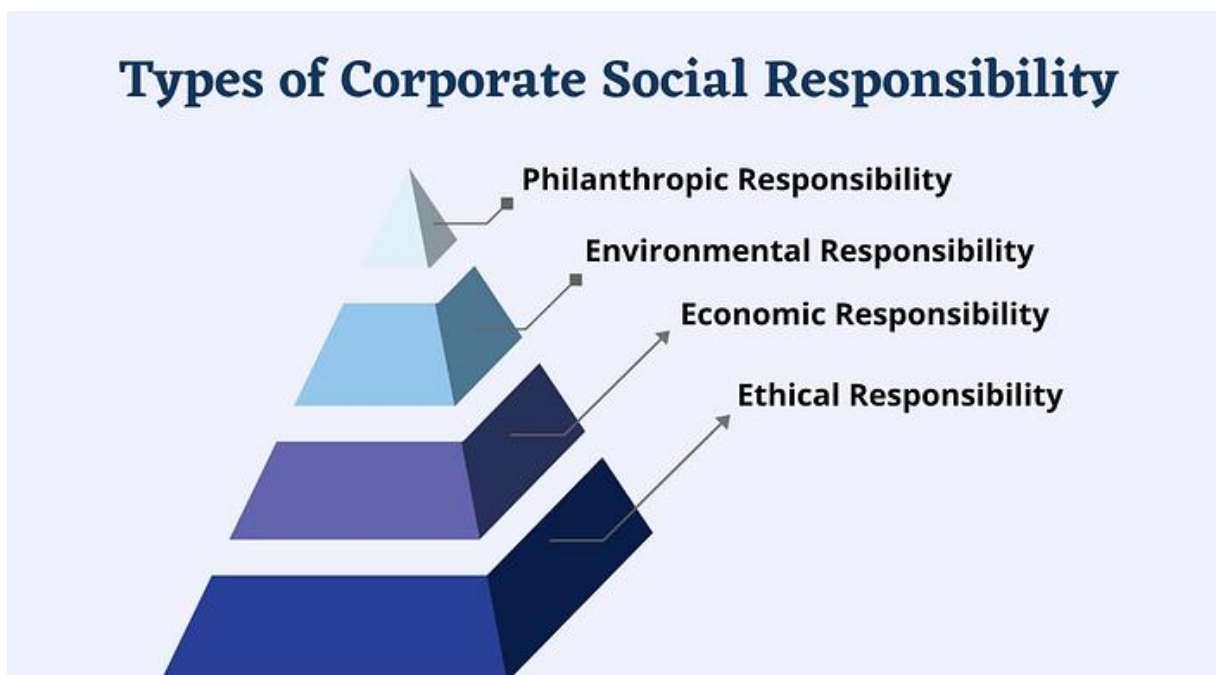 Types of Corporate Social Responsibility
Philanthropic Responsibility
Environmental Responsibility
Economic Responsibility
Ethical Responsibility